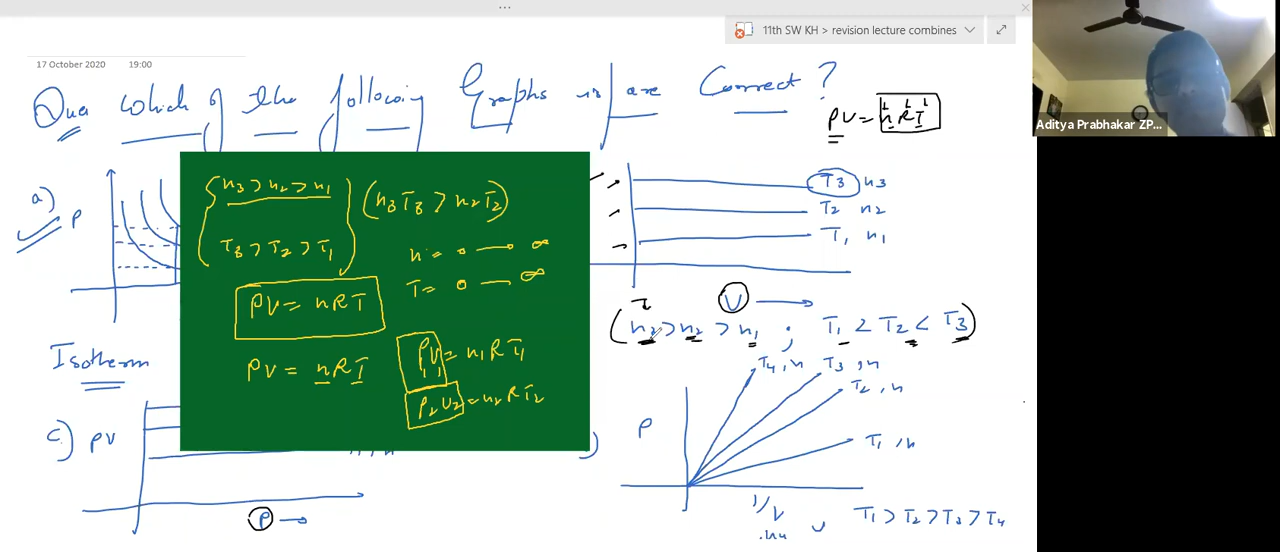 11th SW KH > revision lecture combines
17 October 2020 19:00
Que which of the following Graphs is/are Correct ?
PV = nRT
Aditya Prabhakar ZP...
a)
P
n3 > n2 > n1
T3 > T2 > T1
(n3T3 > n2T2)
n = 0 — ∞
T = 0 — ∞
PV = nRT
PV = nRT
P1V1 = n1RT1
P2V2 = n2RT2
T3 n3
T2 n2
T1 n1
V
(n3 > n2 > n1 ; T1 < T2 < T3)
Isotherm
c.) PV
P
)
P
T4, n
T3, n
T2, n
T1, n
1/V
T1 > T2 > T3 > T4